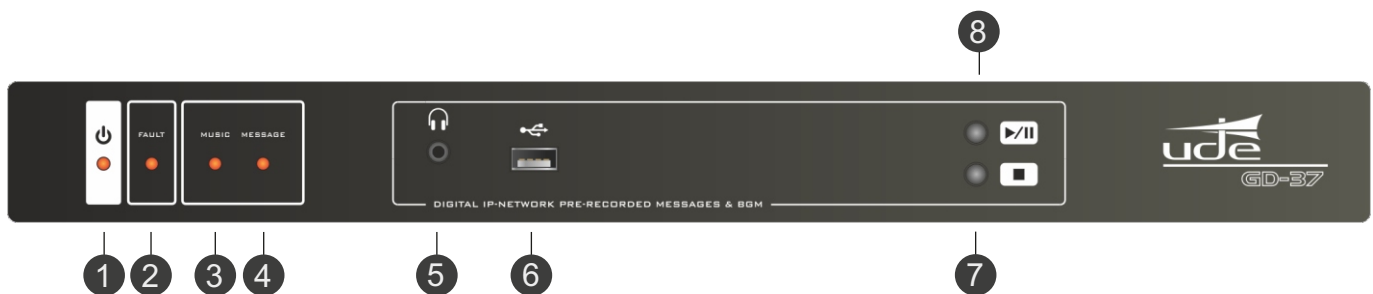 8
FAULT
MUSIC MESSAGE
ude
GD-37
DIGITAL IP-NETWORK PRE-RECORDED MESSAGES & BGM
1 2 3 4 5 6 7